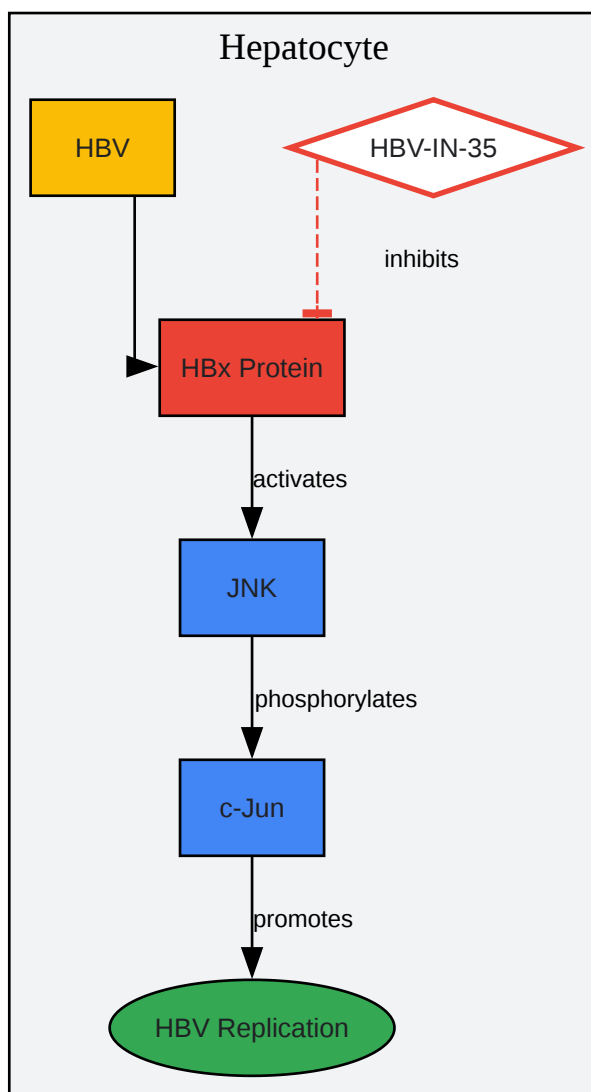 Hepatocyte
HBV
HBV-IN-35
inhibits
HBx Protein
activates
JNK
phosphorylates
c-Jun
promotes
HBV Replication